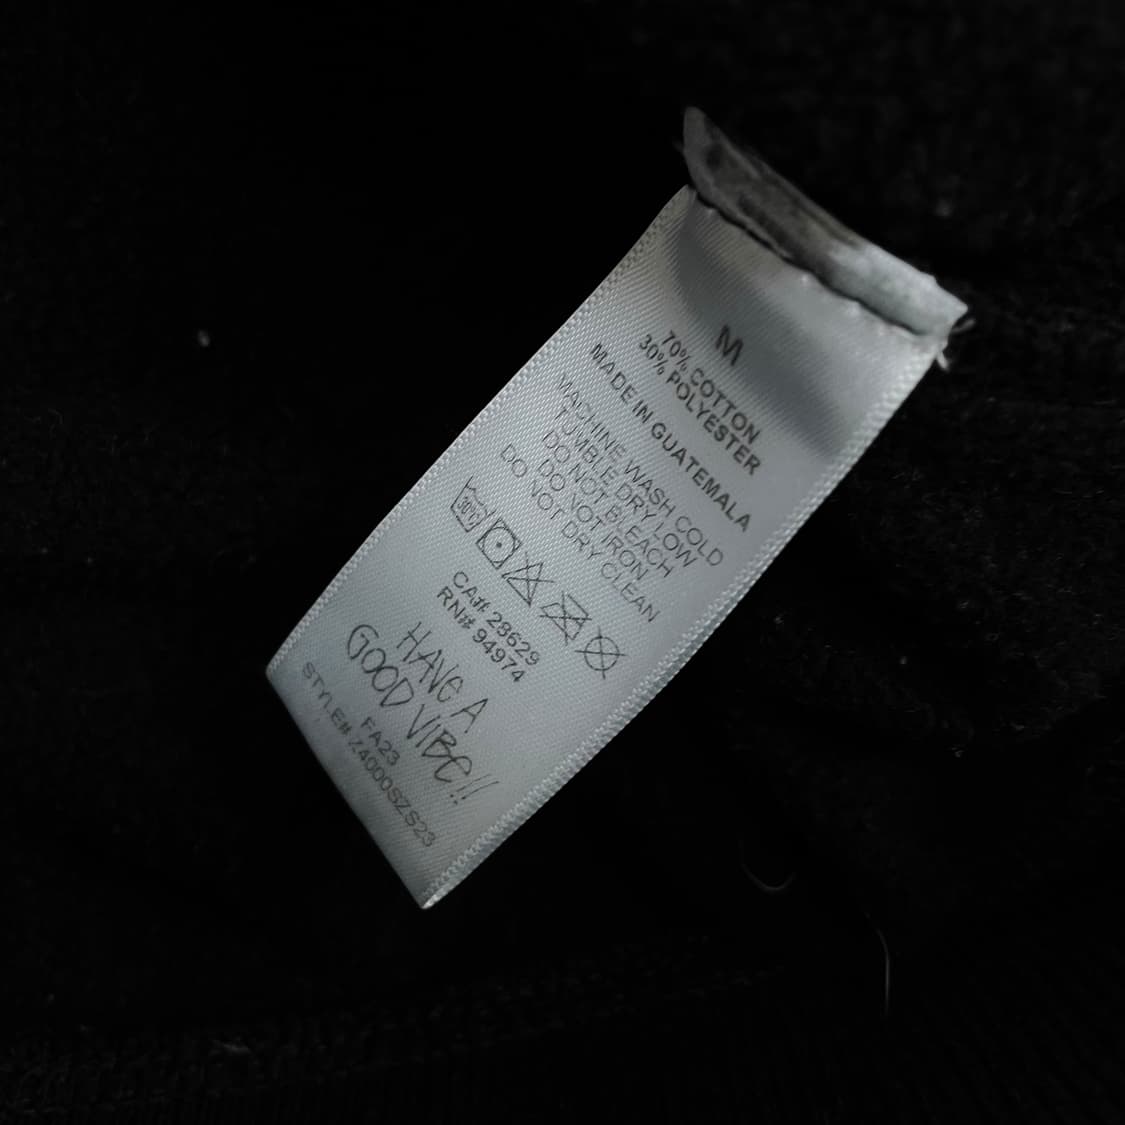 M
70% COTTON
30% POLYESTER
MADE IN GUATEMALA
MACHINE WASH COLD
TUMBLE DRY LOW
DO NOT BLEACH
DO NOT IRON
DO NOT DRY CLEAN
30°C
CA# 28629
RN# 94974
HAVE A
GOOD VIBE!!
FA23
STYLE# Z4000SZS23